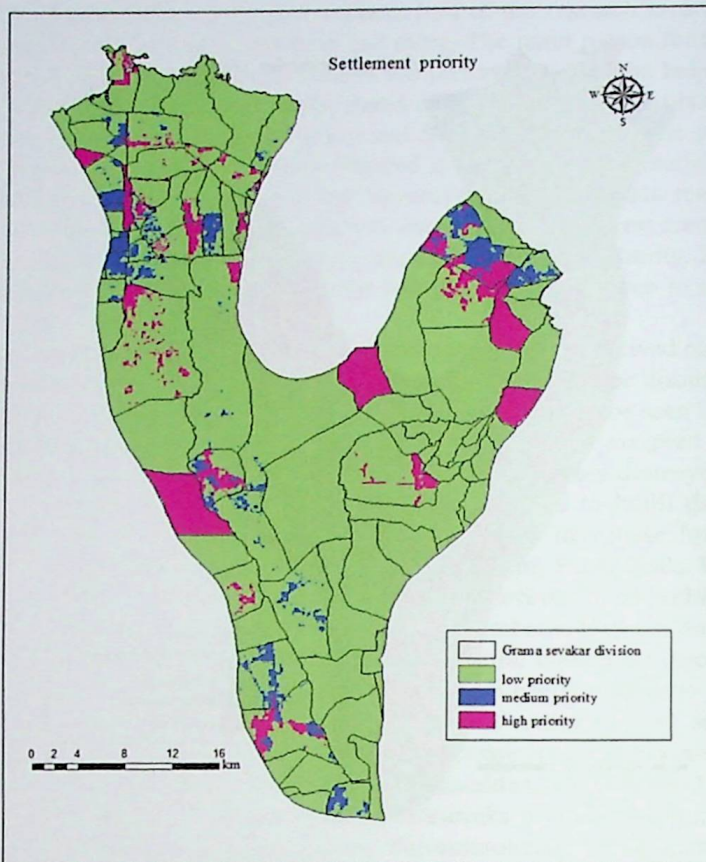 Settlement priority
N
W E
S
Grama sevakar division
low priority
medium priority
high priority
0 2 4 8 12 16
km